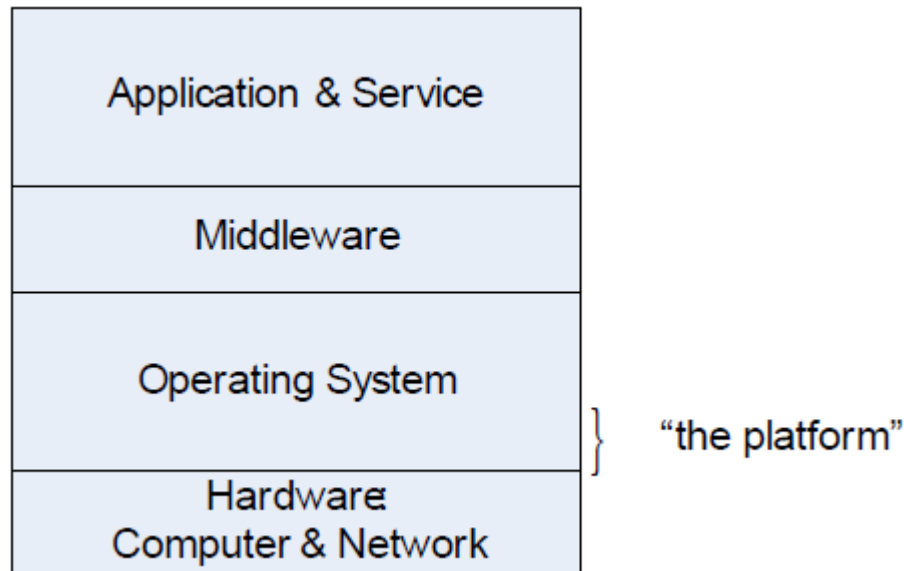 Application & Service
Middleware
Operating System
“the platform”
Hardware:
Computer & Network